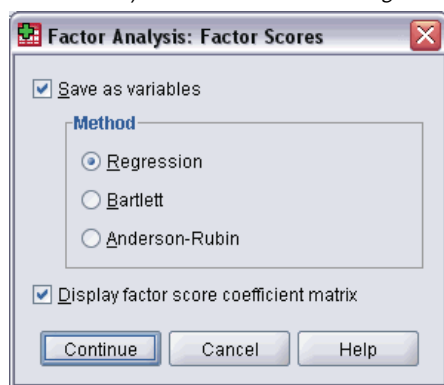 Factor Analysis: Factor Scores
Save as variables
Method
Regression
Bartlett
Anderson-Rubin
Display factor score coefficient matrix
Continue Cancel Help